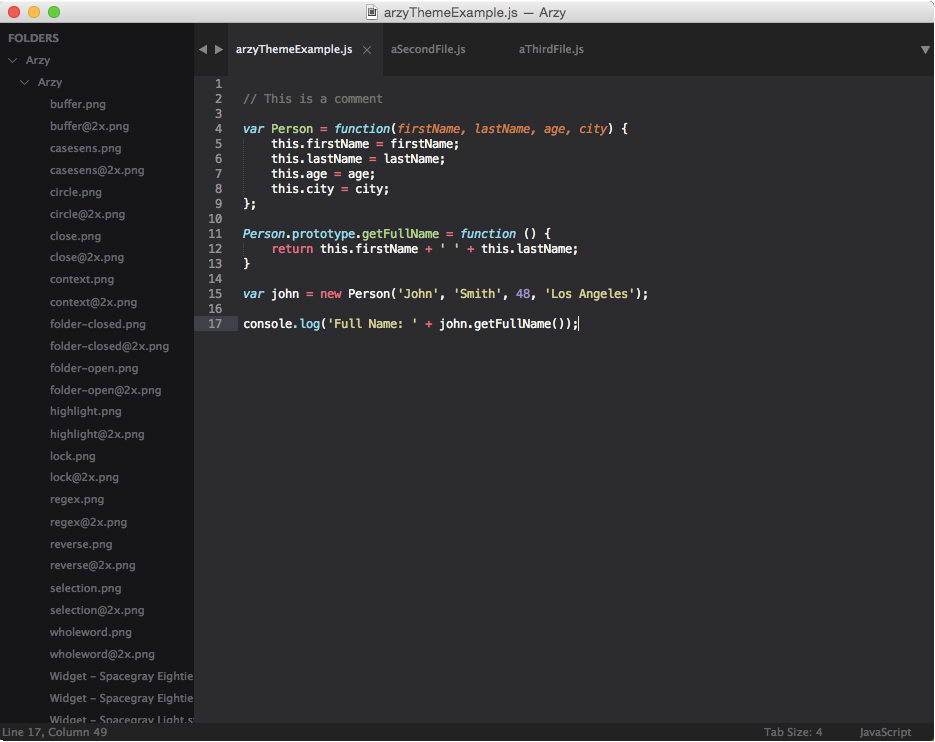 arzyThemeExample.js — Arzy
FOLDERS
Arzy
Arzy
buffer.png
buffer@2x.png
casesens.png
casesens@2x.png
circle.png
circle@2x.png
close.png
close@2x.png
context.png
context@2x.png
folder-closed.png
folder-closed@2x.png
folder-open.png
folder-open@2x.png
highlight.png
highlight@2x.png
lock.png
lock@2x.png
regex.png
regex@2x.png
reverse.png
reverse@2x.png
selection.png
selection@2x.png
wholeword.png
wholeword@2x.png
Widget – Spacegray Eightie
Widget – Spacegray Eightie
Widget – Spacegray Light.s
arzyThemeExample.js aSecondFile.js aThirdFile.js
1
2 // This is a comment
3
4 var Person = function(firstName, lastName, age, city) {
5     this.firstName = firstName;
6     this.lastName = lastName;
7     this.age = age;
8     this.city = city;
9 };
10
11 Person.prototype.getFullName = function () {
12     return this.firstName + ' ' + this.lastName;
13 }
14
15 var john = new Person('John', 'Smith', 48, 'Los Angeles');
16
17 console.log('Full Name: ' + john.getFullName());
Line 17, Column 49 Tab Size: 4 JavaScript